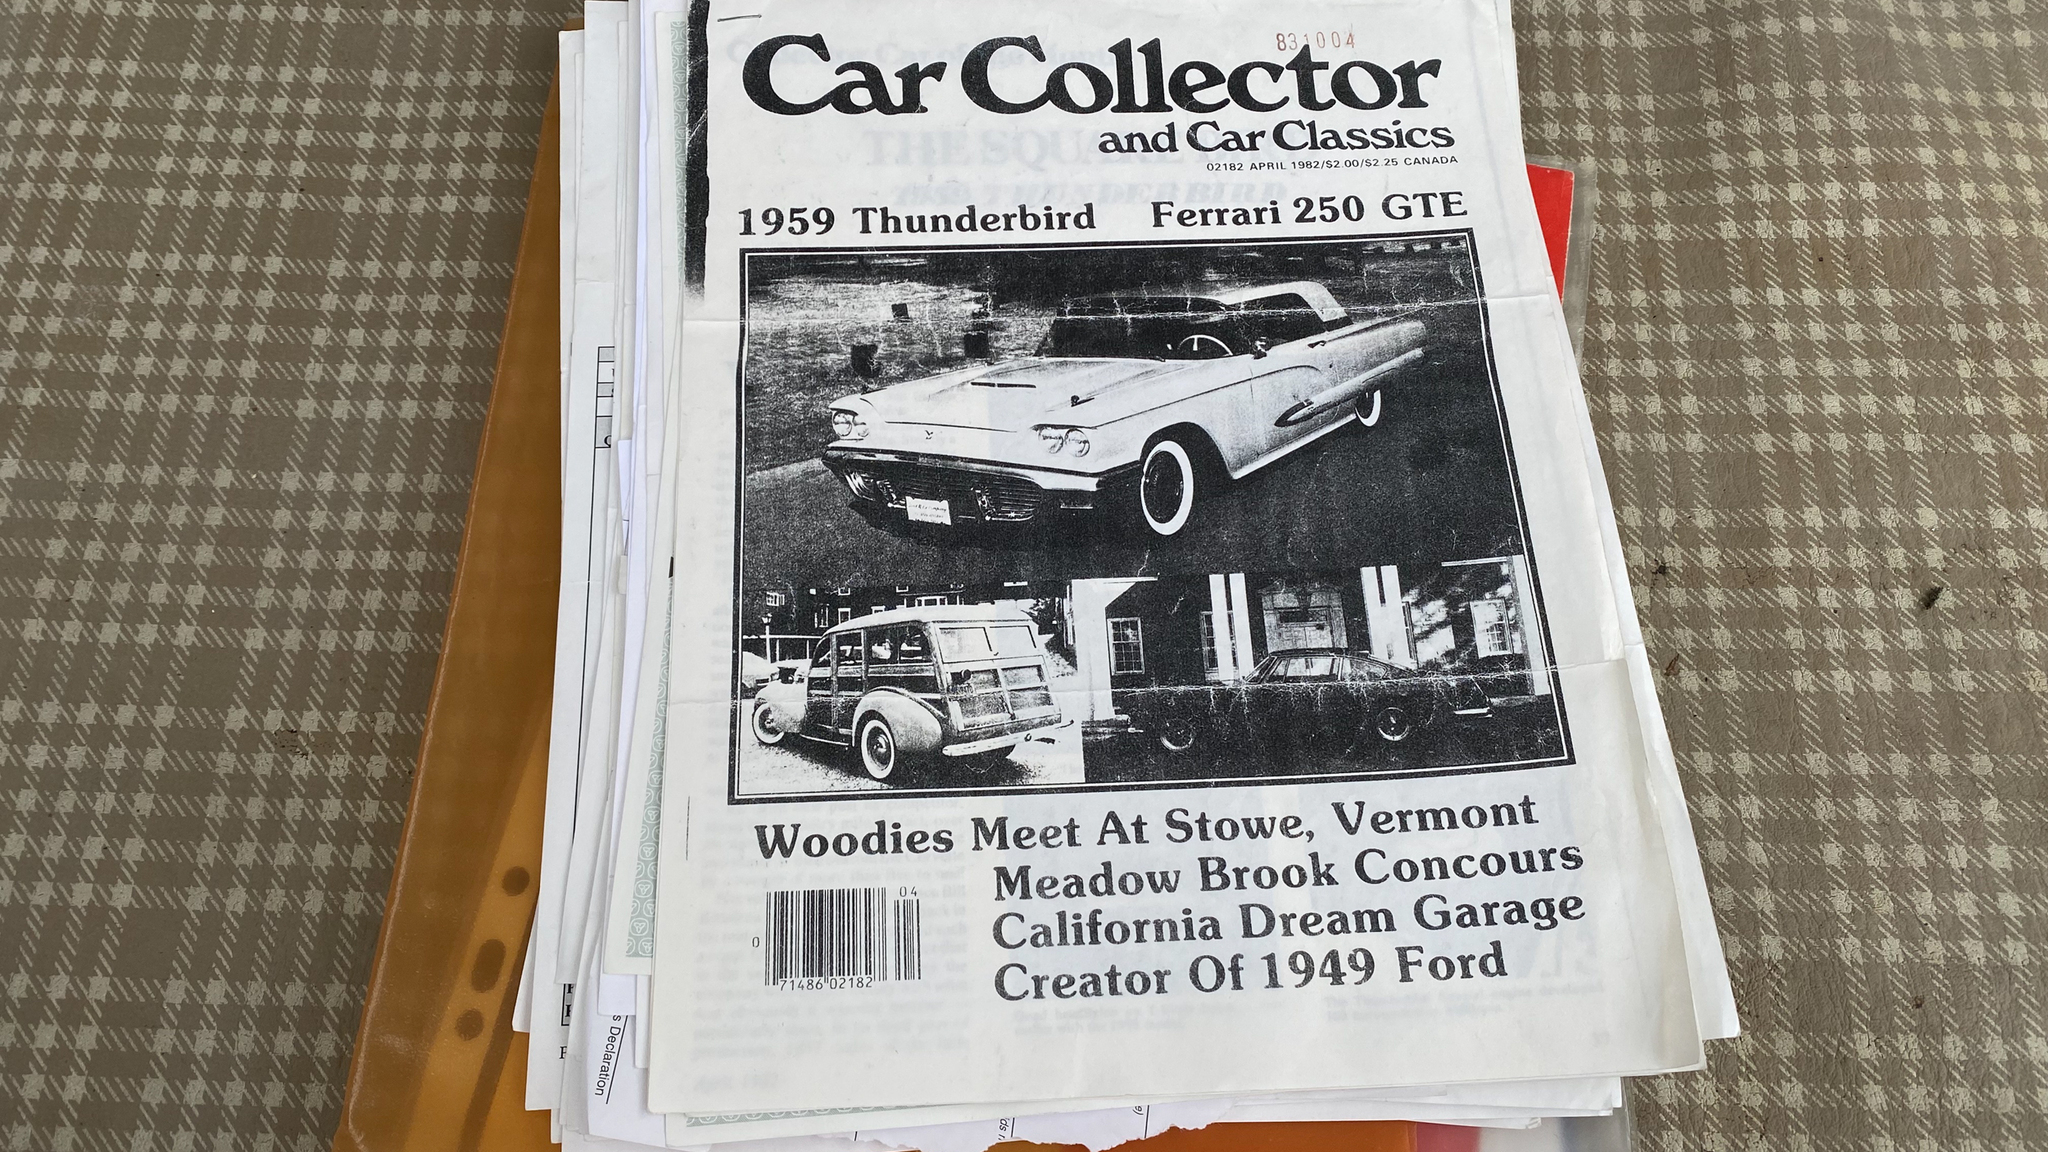 831004
Car Collector
and Car Classics
02182 APRIL 1982/$2.00/$2.25 CANADA
1959 Thunderbird Ferrari 250 GTE
Woodies Meet At Stowe, Vermont
Meadow Brook Concours
California Dream Garage
Creator Of 1949 Ford
04
0 71486 02182
s Declaration